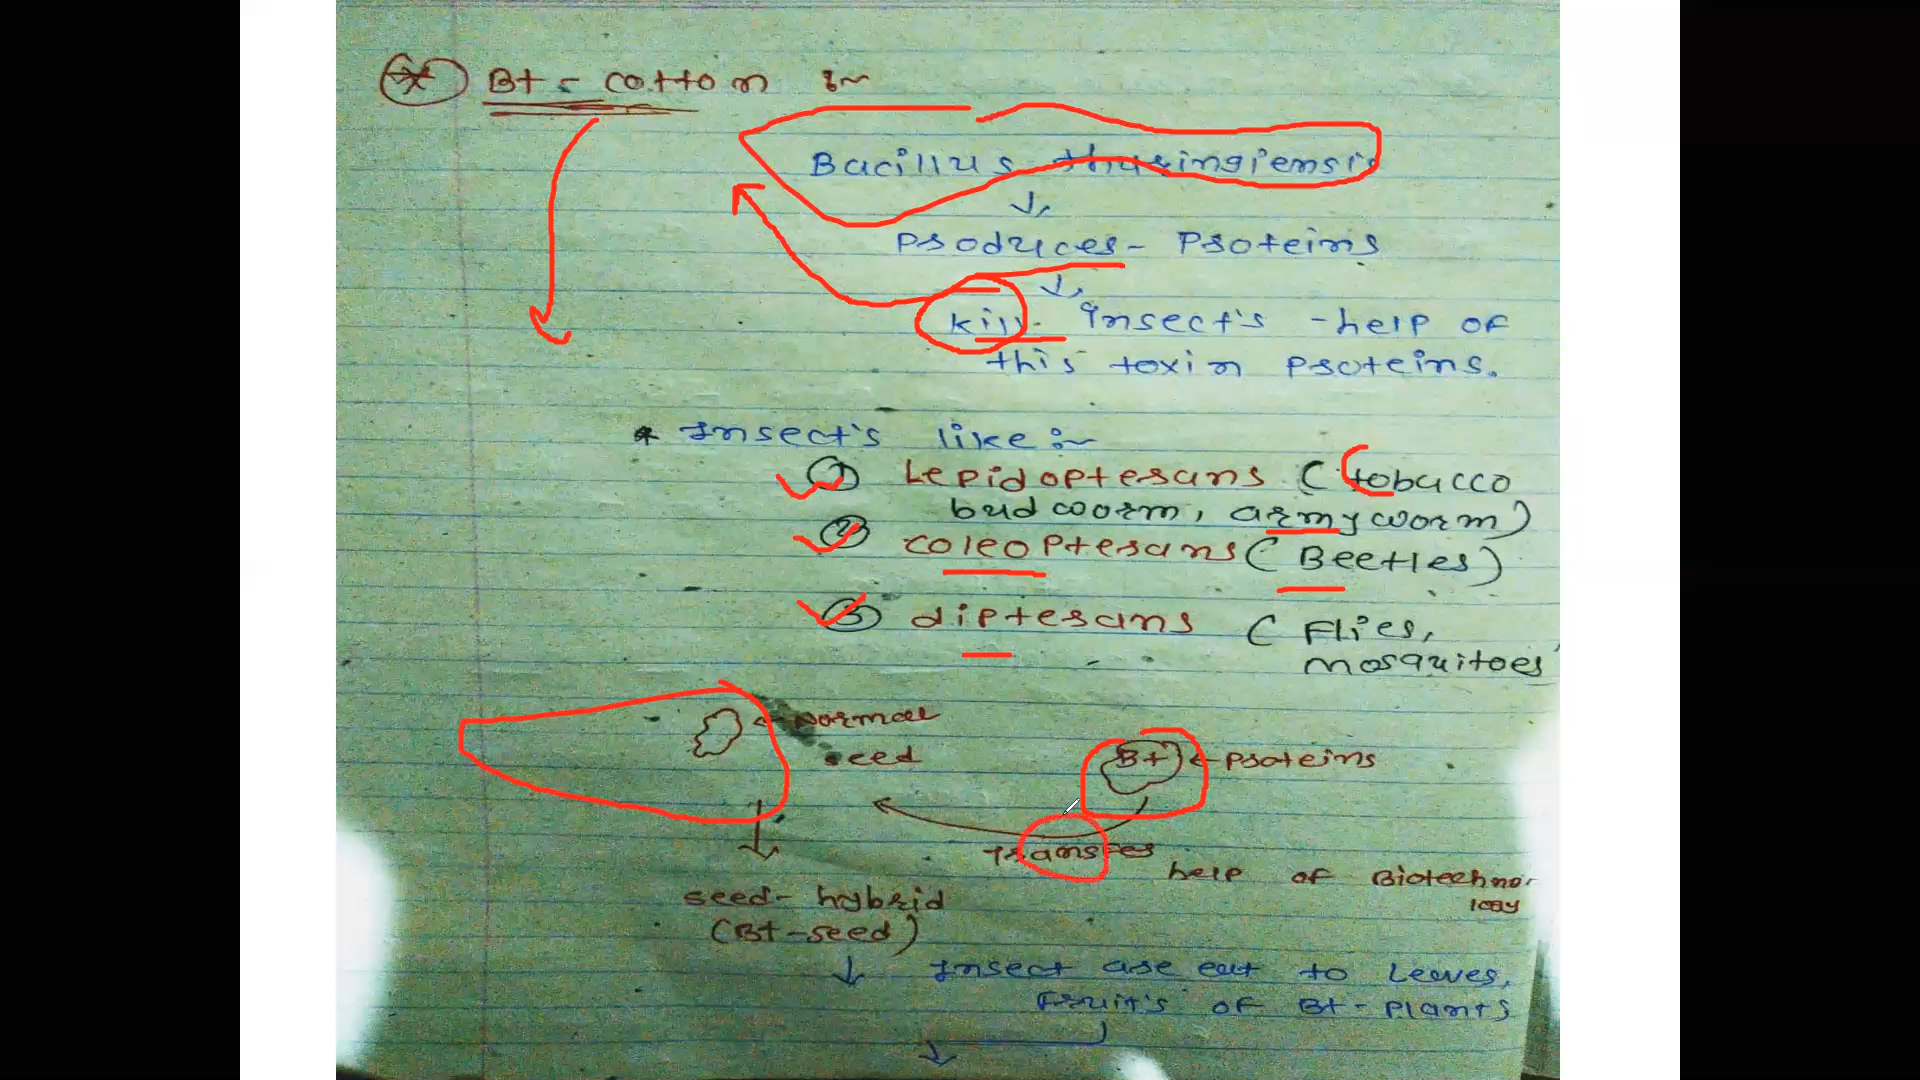 Bt - cotton :~
Bacillus thuringiensis
Produces - Proteins
Kill Insect's - help of
this toxin Proteins.
* Insect's like :~
① Lepidopterans (tobacco
budworm, armyworm)
② coleopterans (Beetles)
③ dipterans (Flies,
mosquitoes
normal
seed
Bt ← Proteins
Transfer
help of Biotechno-
logy
seed - hybrid
(Bt - seed)
Insect are eat to Leaves,
fruit's of Bt - Plants